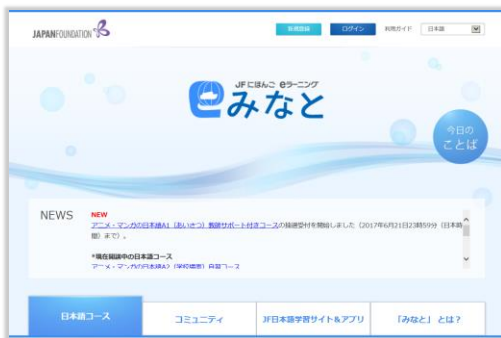 JAPANFOUNDATION
新規登録 ログイン 利用ガイド 日本語
JFにほんご eラーニング
みなと
今日の
ことば
NEWS
NEW
アニメ・マンガの日本語A1（あいさつ）教師サポート付きコースの抽選受付を開始しました（2017年6月21日23時59分（日本時
間）まで）。
*現在開講中の日本語コース
アニメ・マンガの日本語A2（学校場面）自習コース
日本語コース コミュニティ JF日本語学習サイト&アプリ 「みなと」とは？